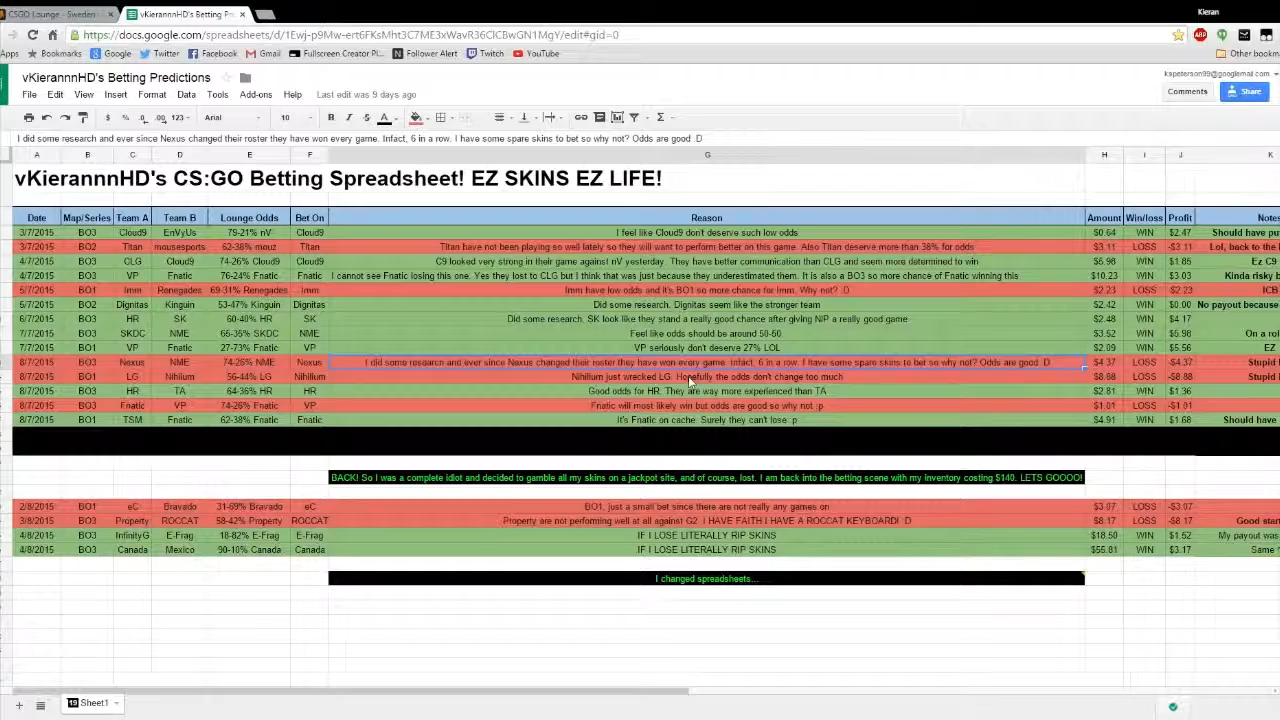 CSGO Lounge - Sweden
vKierannnHD's Betting Pr
Kieran
https://docs.google.com/spreadsheets/d/1Ewj-p9Mw-ert6FKsMht3C7ME3xWavR36ClCBwGN1MgY/edit#gid=0
Apps Bookmarks Google Twitter Facebook Gmail Fullscreen Creator Pl Follower Alert Twitch YouTube Other bookm
vKierannnHD's Betting Predictions
kspeterson99@googlemail.com
File Edit View Insert Format Data Tools Add-ons Help Last edit was 9 days ago
Comments Share
$ % .0 .00 123 Arial 10 B I S A
I did some research and ever since Nexus changed their roster they have won every game. Infact, 6 in a row. I have some spare skins to bet so why not? Odds are good :D
A B C D E F G H I J K
vKierannnHD's CS:GO Betting Spreadsheet! EZ SKINS EZ LIFE!
Date Map/Series Team A Team B Lounge Odds Bet On Reason Amount Win/loss Profit Notes
3/7/2015 BO3 Cloud9 EnVyUs 79-21% nV Cloud9 I feel like Cloud9 don't deserve such low odds $0.64 WIN $2.47 Should have pu
3/7/2015 BO2 Titan mousesports 62-38% mouz Titan Titan have not been playing so well lately so they will want to perform better on this game. Also Titan deserve more than 38% for odds $3.11 LOSS -$3.11 Lol, back to the
4/7/2015 BO3 CLG Cloud9 74-26% Cloud9 Cloud9 C9 looked very strong in their game against nV yesterday. They have better communication than CLG and seem more determined to win $5.98 WIN $1.85 Ez C9
4/7/2015 BO3 VP Fnatic 76-24% Fnatic Fnatic I cannot see Fnatic losing this one. Yes they lost to CLG but I think that was just because they underestimated them. It is also a BO3 so more chance of Fnatic winning this $10.23 WIN $3.03 Kinda risky
5/7/2015 BO1 Imm Renegades 69-31% Renegades Imm Imm have low odds and it's BO1 so more chance for Imm. Why not? :D $2.23 LOSS $2.23 ICB
5/7/2015 BO2 Dignitas Kinguin 53-47% Kinguin Dignitas Did some research. Dignitas seem like the stronger team $2.42 WIN $0.00 No payout because
6/7/2015 BO3 HR SK 60-40% HR SK Did some research, SK look like they stand a really good chance after giving NiP a really good game $2.48 WIN $4.17
7/7/2015 BO3 SKDC NME 65-35% SKDC NME Feel like odds should be around 50-50 $3.52 WIN $5.98 On a rol
7/7/2015 BO1 VP Fnatic 27-73% Fnatic VP VP seriously don't deserve 27% LOL $2.09 WIN $5.56 EZ
8/7/2015 BO3 Nexus NME 74-26% NME Nexus I did some research and ever since Nexus changed their roster they have won every game. Infact, 6 in a row. I have some spare skins to bet so why not? Odds are good :D $4.37 LOSS -$4.37 Stupid
8/7/2015 BO1 LG Nihilum 56-44% LG Nihilum Nihilium just wrecked LG. Hopefully the odds don't change too much $8.88 LOSS -$8.88 Stupid
8/7/2015 BO3 HR TA 64-36% HR HR Good odds for HR. They are way more experienced than TA $2.81 WIN $1.36
8/7/2015 BO3 Fnatic VP 74-26% Fnatic VP Fnatic will most likely win but odds are good so why not :p $1.01 LOSS -$1.01
8/7/2015 BO1 TSM Fnatic 62-38% Fnatic Fnatic It's Fnatic on cache. Surely they can't lose :p $4.91 WIN $1.68 Should have
BACK! So I was a complete idiot and decided to gamble all my skins on a jackpot site, and of course, lost. I am back into the betting scene with my inventory costing $140. LETS GOOOO!
2/8/2015 BO1 eC Bravado 31-69% Bravado eC BO1, just a small bet since there are not really any games on $3.07 LOSS -$3.07
3/8/2015 BO3 Property ROCCAT 58-42% Property ROCCAT Property are not performing well at all against G2. I HAVE FAITH I HAVE A ROCCAT KEYBOARD! :D $8.17 LOSS -$8.17 Good star
4/8/2015 BO3 InfinityG E-Frag 18-82% E-Frag E-Frag IF I LOSE LITERALLY RIP SKINS $18.50 WIN $1.52 My payout was
4/8/2015 BO3 Canada Mexico 90-10% Canada Canada IF I LOSE LITERALLY RIP SKINS $55.81 WIN $3.17 Same
I changed spreadsheets...
Sheet1